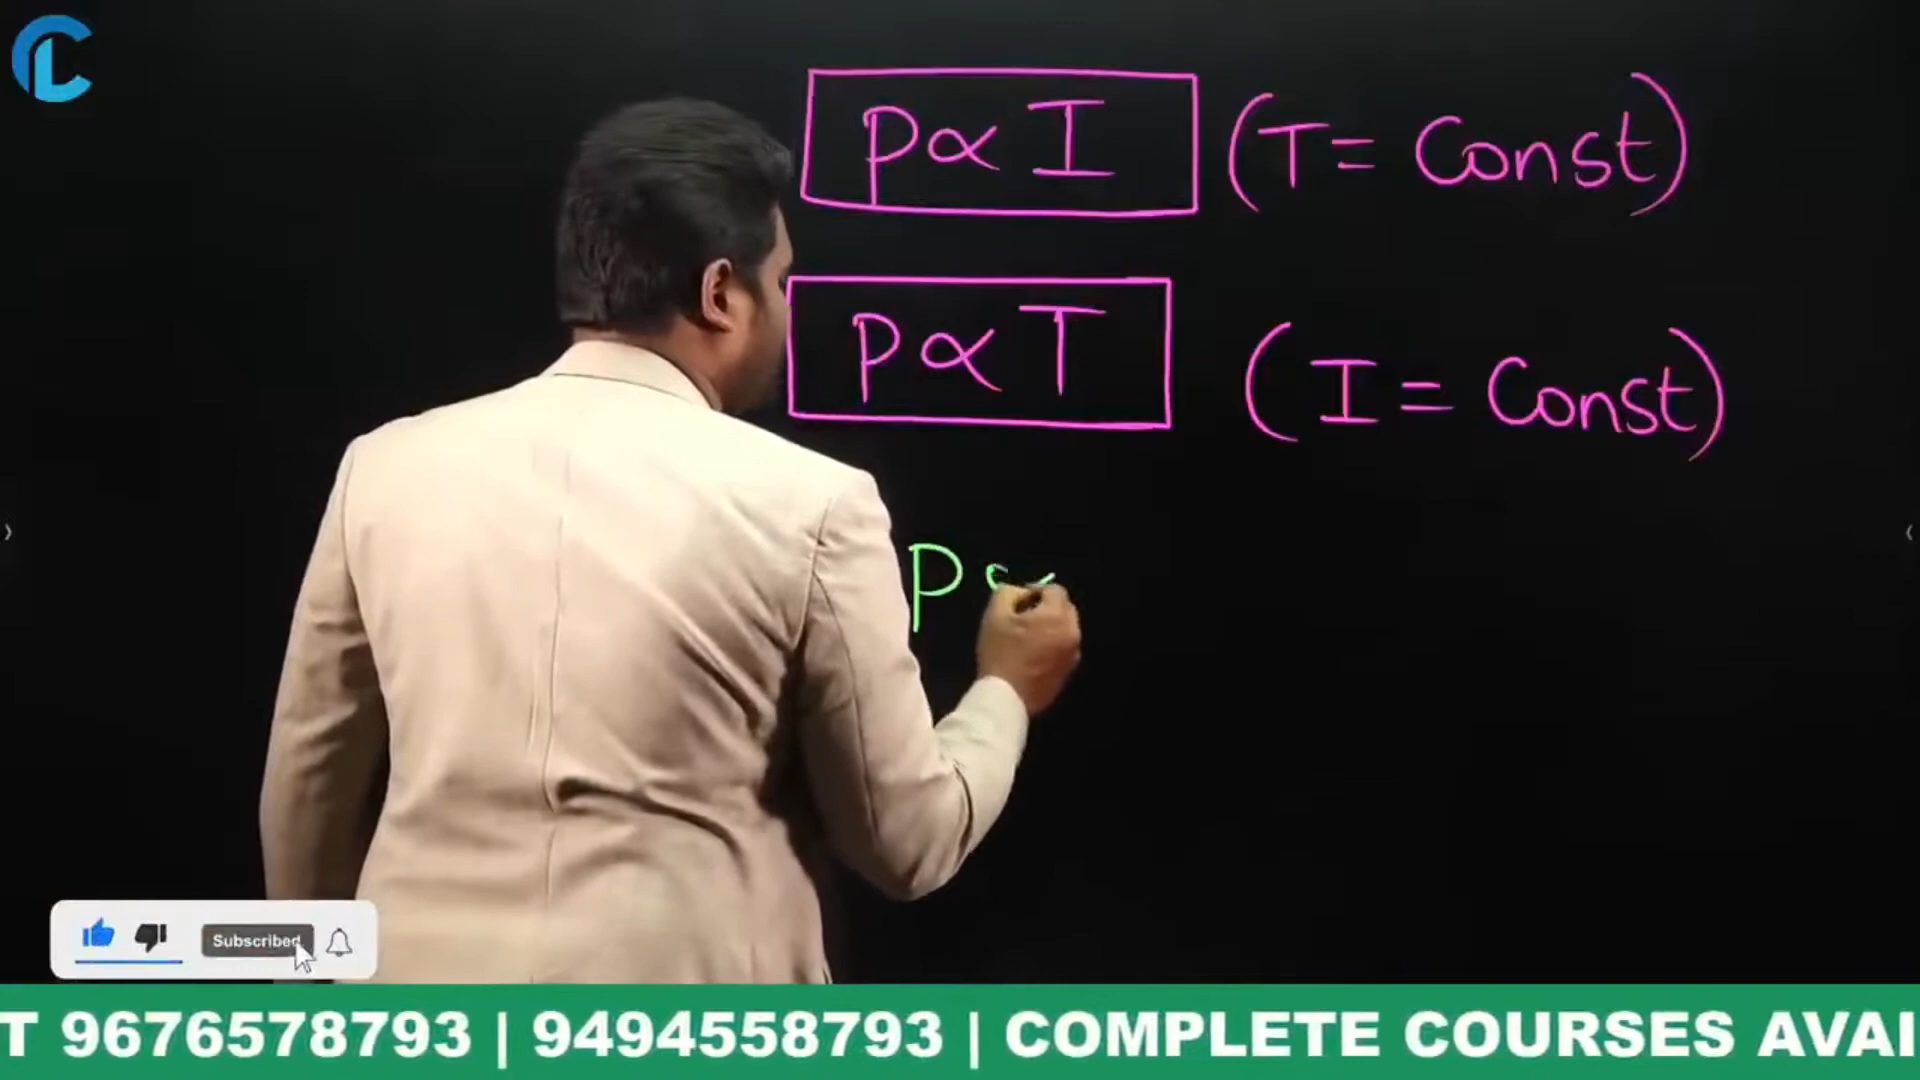 P ∝ I (T = Const)
P ∝ T (I = Const)
P ∝
Subscribed
T 9676578793 | 9494558793 | COMPLETE COURSES AVAI